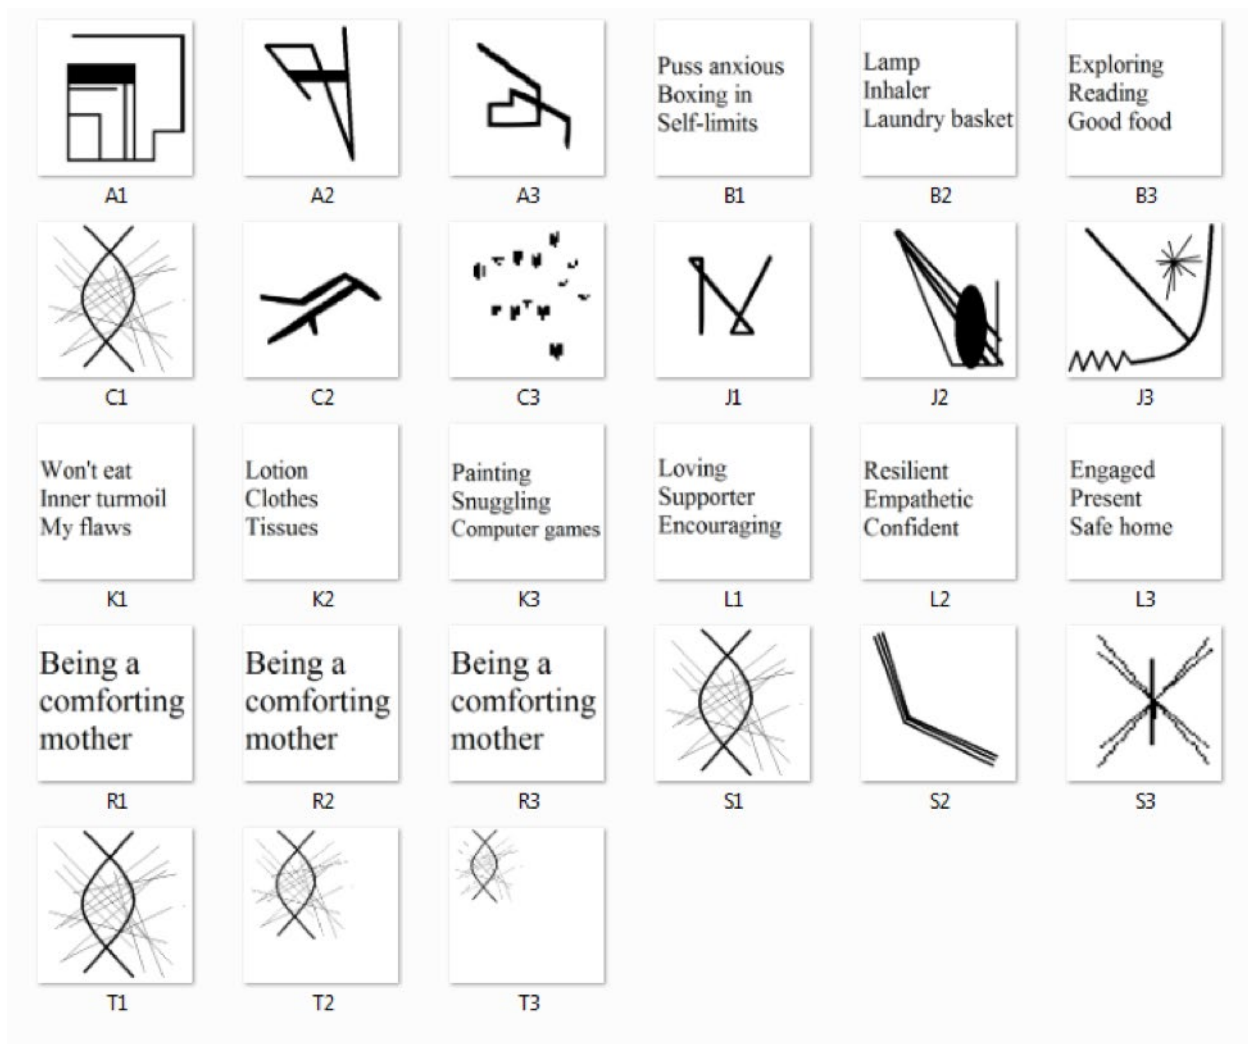 Puss anxious
Boxing in
Self-limits
Lamp
Inhaler
Laundry basket
Exploring
Reading
Good food
A1
A2
A3
B1
B2
B3
C1
C2
C3
J1
J2
J3
Won't eat
Inner turmoil
My flaws
Lotion
Clothes
Tissues
Painting
Snuggling
Computer games
Loving
Supporter
Encouraging
Resilient
Empathetic
Confident
Engaged
Present
Safe home
K1
K2
K3
L1
L2
L3
Being a
comforting
mother
Being a
comforting
mother
Being a
comforting
mother
R1
R2
R3
S1
S2
S3
T1
T2
T3